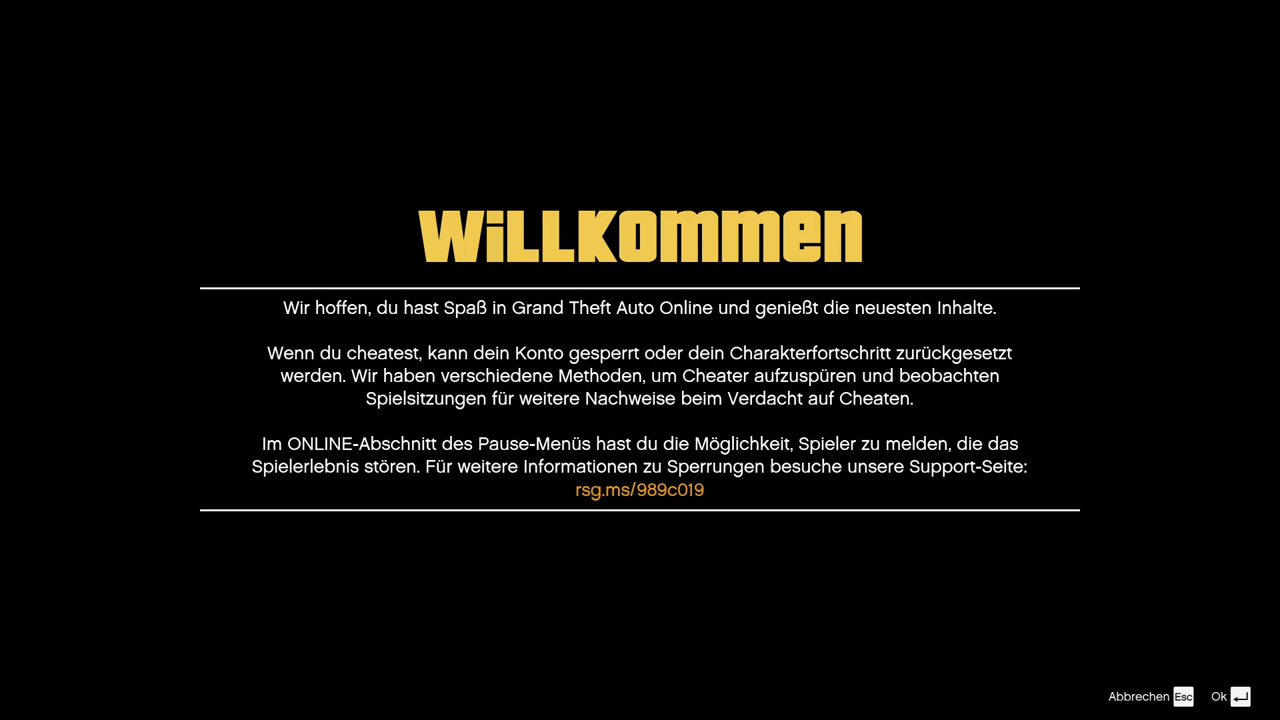 Willkommen
Wir hoffen, du hast Spaß in Grand Theft Auto Online und genießt die neuesten Inhalte.
Wenn du cheatest, kann dein Konto gesperrt oder dein Charakterfortschritt zurückgesetzt
werden. Wir haben verschiedene Methoden, um Cheater aufzuspüren und beobachten
Spielsitzungen für weitere Nachweise beim Verdacht auf Cheaten.
Im ONLINE-Abschnitt des Pause-Menüs hast du die Möglichkeit, Spieler zu melden, die das
Spielerlebnis stören. Für weitere Informationen zu Sperrungen besuche unsere Support-Seite:
rsg.ms/989c019
Abbrechen Esc Ok